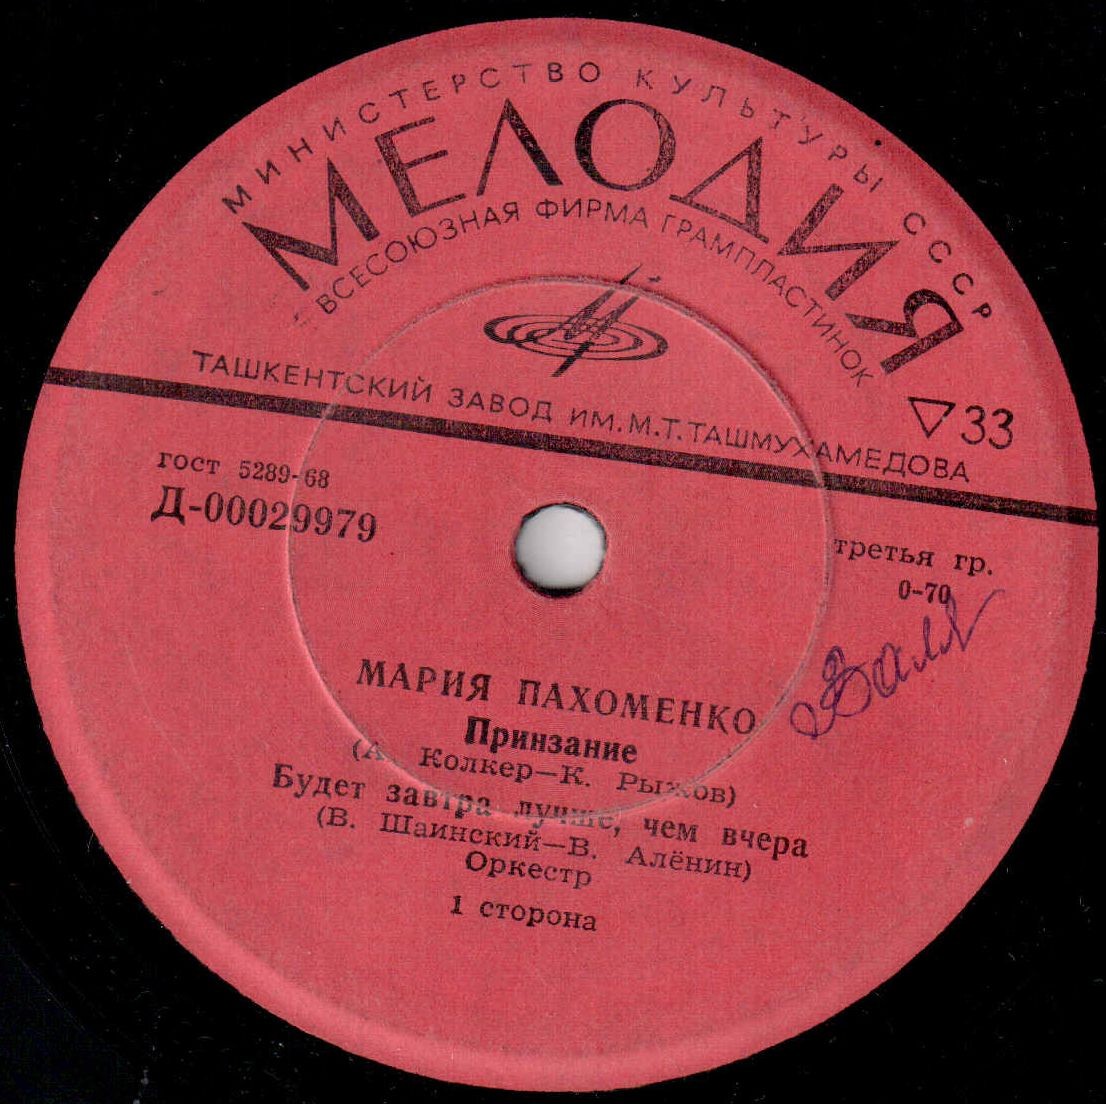 МИНИСТЕРСТВО КУЛЬТУРЫ СССР
МЕЛОДИЯ
ВСЕСОЮЗНАЯ ФИРМА ГРАМПЛАСТИНОК
ТАШКЕНТСКИЙ ЗАВОД ИМ. М.Т. ТАШМУХАМЕДОВА
33
гост 5289-68
Д-00029979
третья гр.
0-70
МАРИЯ ПАХОМЕНКО
Принзание
(А. Колкер—К. Рыжов)
Будет завтра лучше, чем вчера
(В. Шаинский—В. Алёнин)
Оркестр
1 сторона